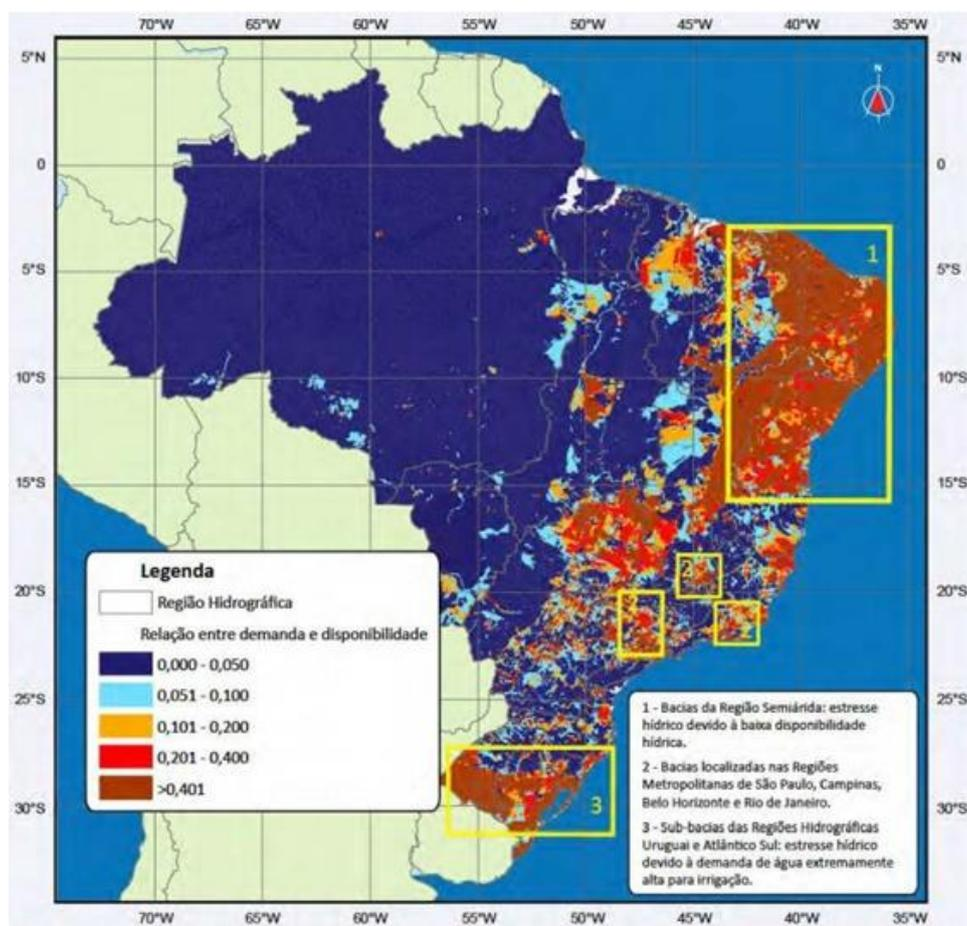 70°W 65°W 60°W 55°W 50°W 45°W 40°W 35°W
5°N 5°N
N
0 0
1
5°S 5°S
10°S 10°S
15°S 15°S
2
20°S 20°S
2
2
25°S 25°S
3
30°S 30°S
Legenda
Região Hidrográfica
Relação entre demanda e disponibilidade
0,000 - 0,050
0,051 - 0,100
0,101 - 0,200
0,201 - 0,400
>0,401
1 - Bacias da Região Semiárida: estresse
hídrico devido à baixa disponibilidade
hídrica.
2 - Bacias localizadas nas Regiões
Metropolitanas de São Paulo, Campinas,
Belo Horizonte e Rio de Janeiro.
3 - Sub-bacias das Regiões Hidrográficas
Uruguai e Atlântico Sul: estresse hídrico
devido à demanda de água extremamente
alta para irrigação.
70°W 65°W 60°W 55°W 50°W 45°W 40°W 35°W